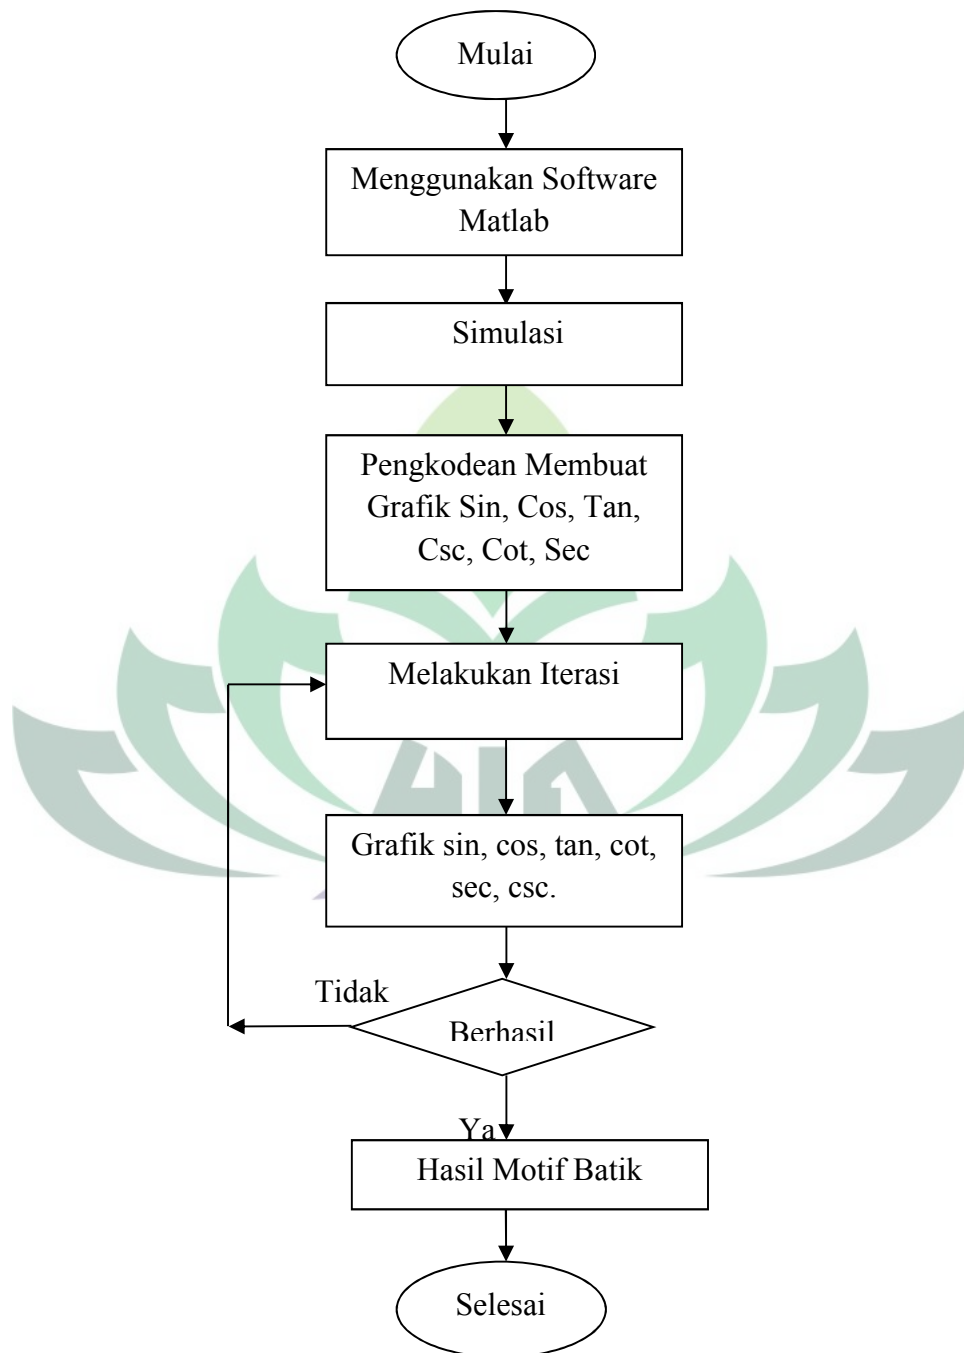 Mulai
Menggunakan Software
Matlab
Simulasi
Pengkodean Membuat
Grafik Sin, Cos, Tan,
Csc, Cot, Sec
Melakukan Iterasi
Grafik sin, cos, tan, cot,
sec, csc.
Tidak
Berhasil
Ya
Hasil Motif Batik
Selesai